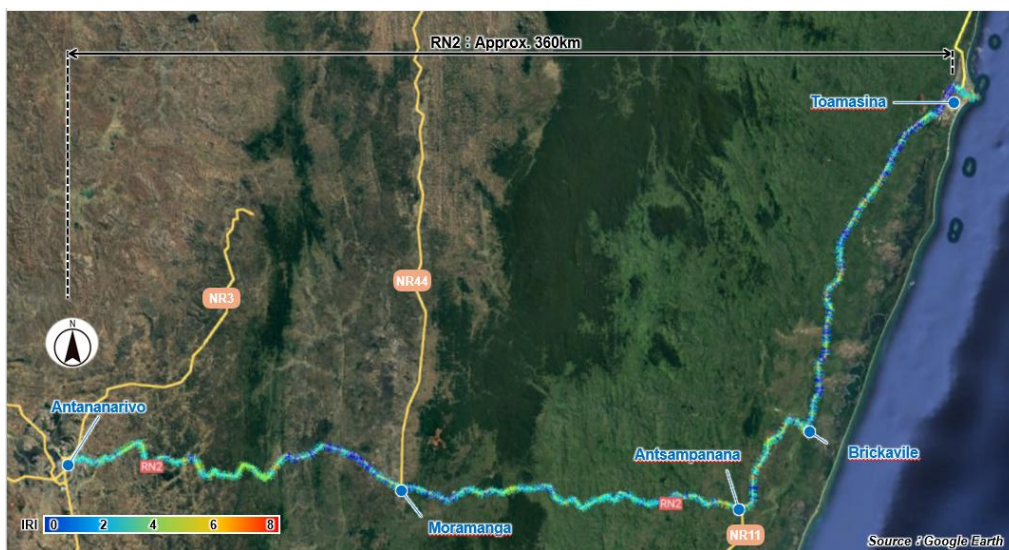 RN2 : Approx. 360km
Toamasina
NR44
NR3
N
Antananarivo
RN2
Antsampanana
Brickavile
RN2
Moramanga
IRI 0 2 4 6 8
NR11
Source : Google Earth